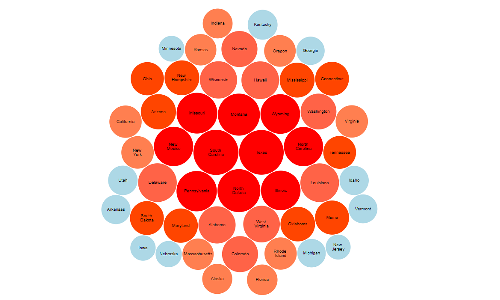 Indiana
Kentucky
Minnesota
Kansas
Nevada
Oregon
Georgia
Ohio
New
Hampshire
Wisconsin
Hawaii
Mississippi
Connecticut
California
Arizona
Missouri
Montana
Wyoming
Washington
Virginia
New
York
New
Mexico
South
Carolina
Texas
North
Carolina
Tennessee
Utah
Delaware
Pennsylvania
North
Dakota
Illinois
Louisiana
Idaho
Arkansas
South
Dakota
Maryland
Alabama
West
Virginia
Oklahoma
Maine
Vermont
Iowa
Nebraska
Massachusetts
Colorado
Rhode
Island
Michigan
New
Jersey
Alaska
Florida